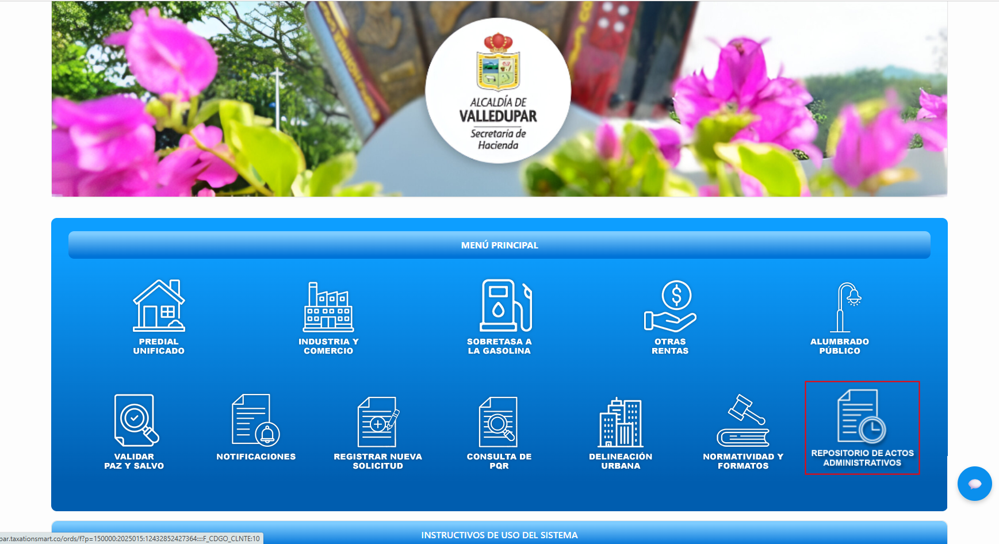 ALCALDÍA DE
VALLEDUPAR
Secretaría de
Hacienda
MENÚ PRINCIPAL
PREDIAL
UNIFICADO
INDUSTRIA Y
COMERCIO
SOBRETASA A
LA GASOLINA
OTRAS
RENTAS
ALUMBRADO
PÚBLICO
VALIDAR
PAZ Y SALVO
NOTIFICACIONES
REGISTRAR NUEVA
SOLICITUD
CONSULTA DE
PQR
DELINEACIÓN
URBANA
NORMATIVIDAD Y
FORMATOS
REPOSITORIO DE ACTOS
ADMINISTRATIVOS
INSTRUCTIVOS DE USO DEL SISTEMA
par.taxationsmart.co/ords/f?p=150000:2025015:12432852427364::::F_CDGO_CLNTE:10